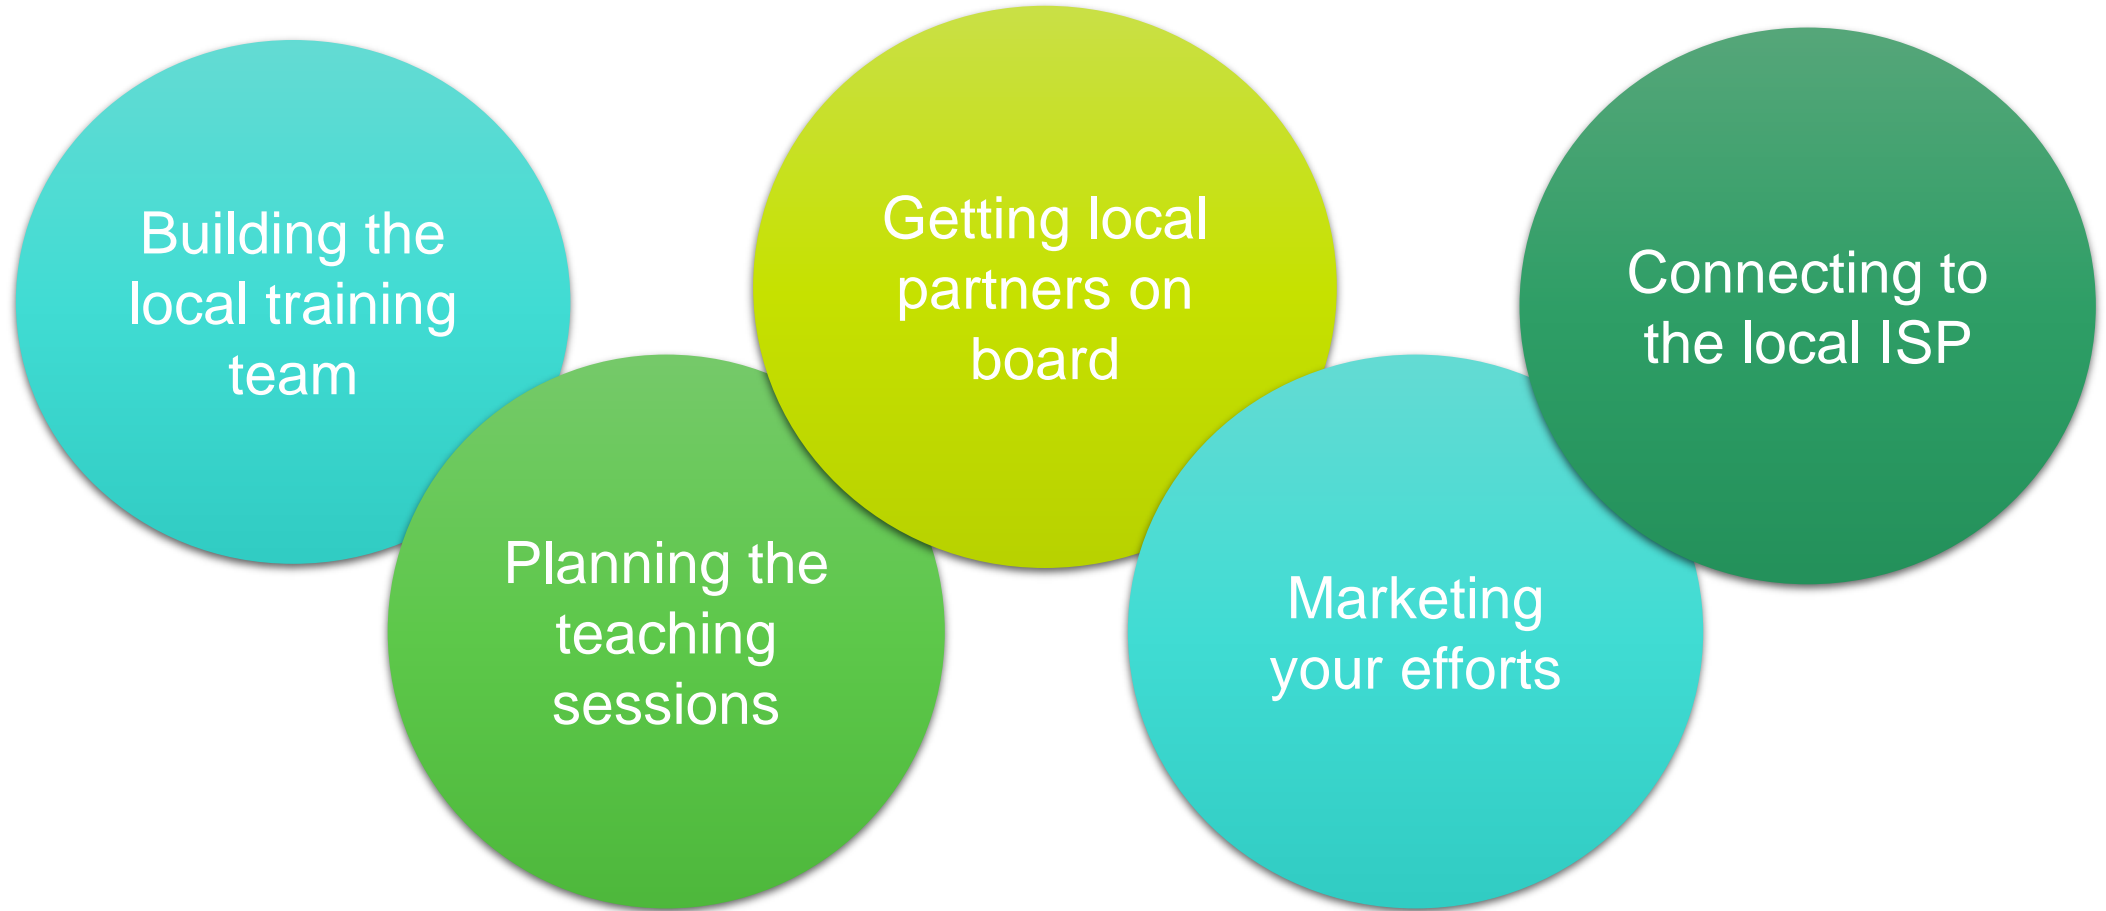 Building the
local training
team
Planning the
teaching
sessions
Getting local
partners on
board
Marketing
your efforts
Connecting to
the local ISP